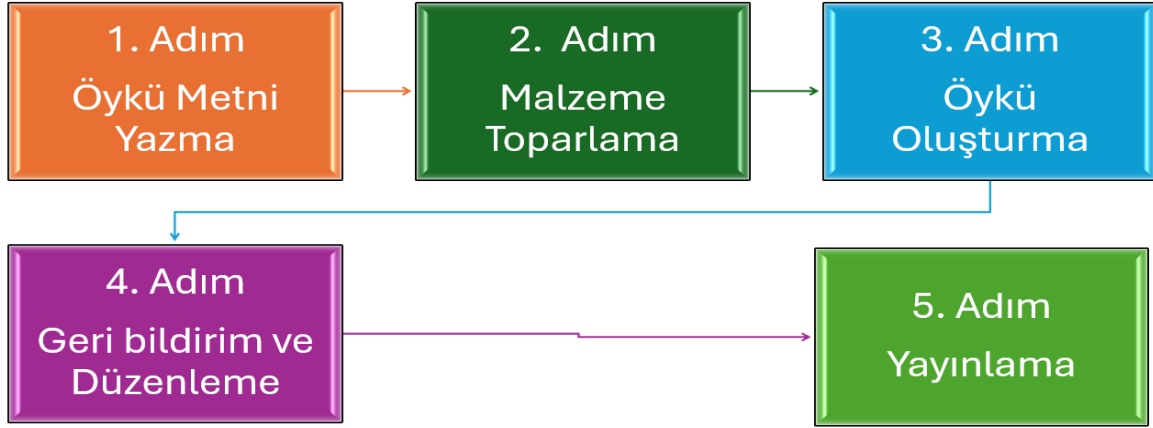 1. Adım
Öykü Metni
Yazma
2. Adım
Malzeme
Toparlama
3. Adım
Öykü
Oluşturma
4. Adım
Geri bildirim ve
Düzenleme
5. Adım
Yayınlama